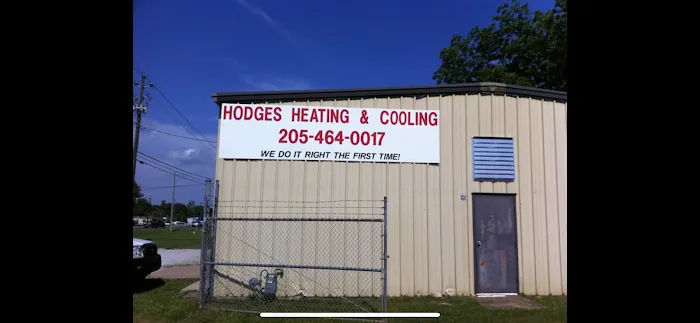 HODGES HEATING & COOLING
205-464-0017
WE DO IT RIGHT THE FIRST TIME!